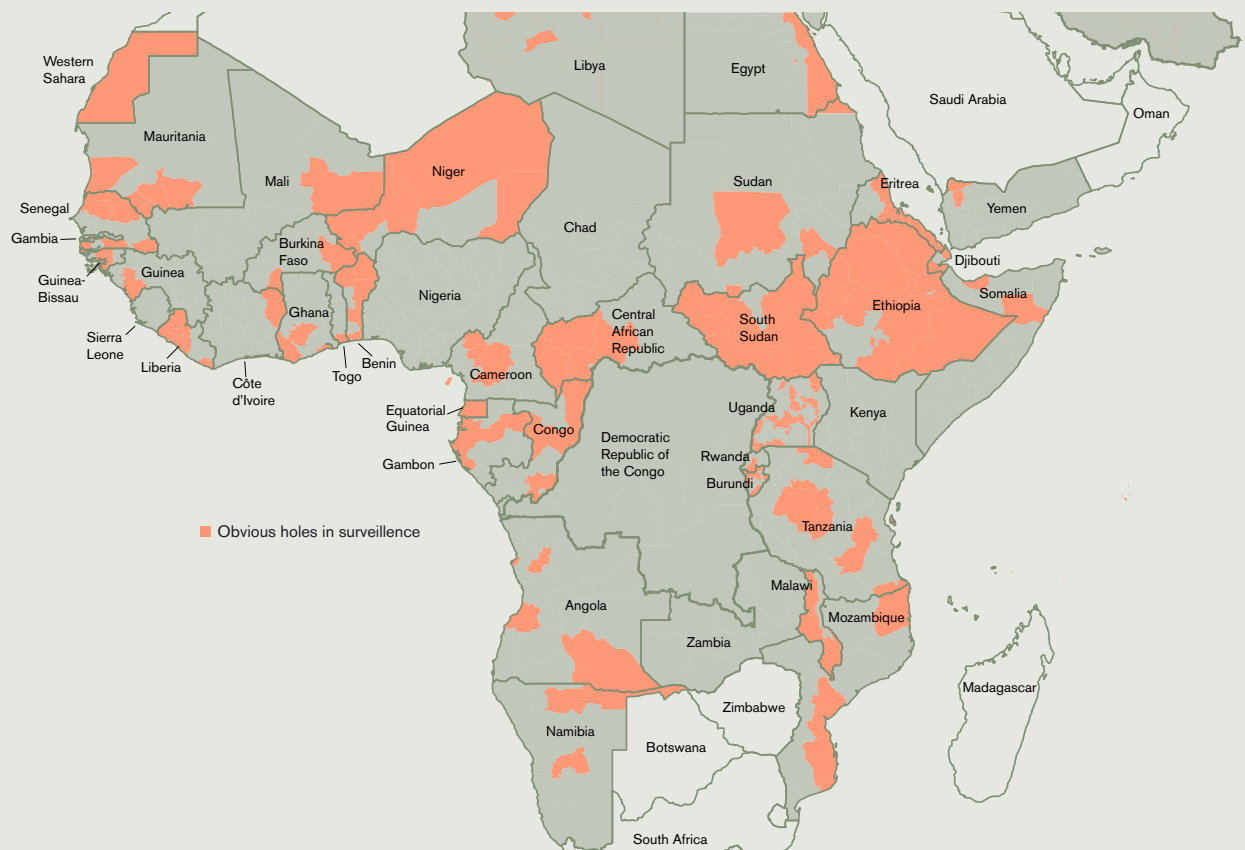 Western
Sahara
Mauritania
Mali
Niger
Libya
Egypt
Saudi Arabia
Oman
Senegal
Gambia
Guinea-
Bissau
Guinea
Burkina
Faso
Chad
Sudan
Eritrea
Yemen
Djibouti
Somalia
Sierra
Leone
Liberia
Côte
d'Ivoire
Ghana
Togo
Benin
Nigeria
Cameroon
Central
African
Republic
South
Sudan
Ethiopia
Equatorial
Guinea
Gambon
Congo
Democratic
Republic of
the Congo
Uganda
Kenya
Rwanda
Burundi
Tanzania
Obvious holes in surveillence
Angola
Zambia
Malawi
Mozambique
Namibia
Botswana
Zimbabwe
Madagascar
South Africa